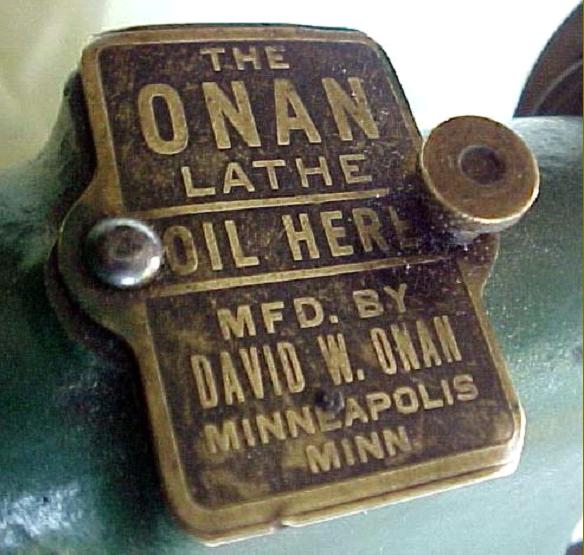 THE
ONAN
LATHE
OIL HERE
MFD. BY
DAVID W. ONAN
MINNEAPOLIS
MINN.